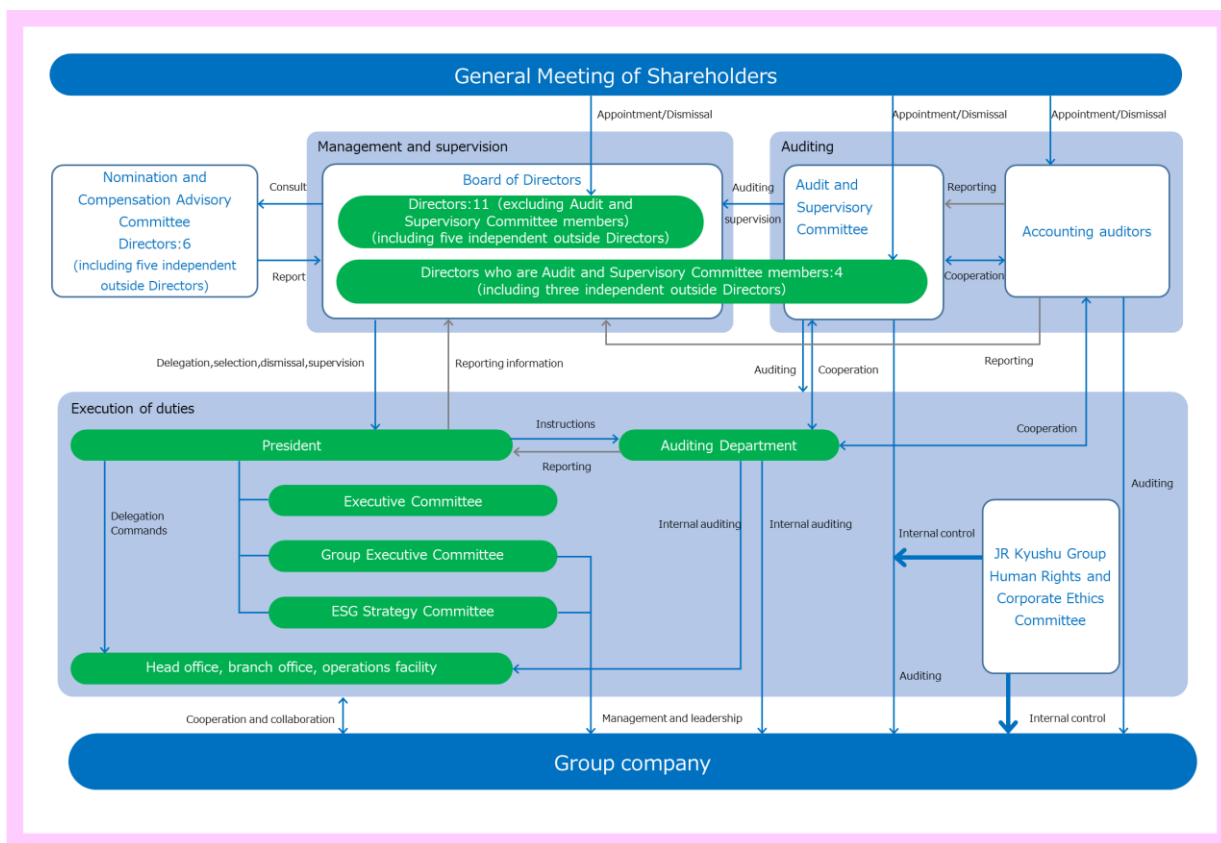 General Meeting of Shareholders
Appointment/Dismissal
Appointment/Dismissal
Appointment/Dismissal
Management and supervision
Auditing
Nomination and
Compensation Advisory
Committee
Directors:6
(including five independent
outside Directors)
Consult
Report
Board of Directors
Directors:11 (excluding Audit and
Supervisory Committee members)
(including five independent outside Directors)
Directors who are Audit and Supervisory Committee members:4
(including three independent outside Directors)
Auditing
supervision
Audit and
Supervisory
Committee
Reporting
Cooperation
Accounting auditors
Delegation,selection,dismissal,supervision
Reporting information
Auditing
Cooperation
Reporting
Execution of duties
President
Instructions
Reporting
Auditing Department
Cooperation
Auditing
Executive Committee
Delegation
Commands
Internal auditing
Internal auditing
Internal control
Group Executive Committee
JR Kyushu Group
Human Rights and
Corporate Ethics
Committee
ESG Strategy Committee
Head office, branch office, operations facility
Auditing
Cooperation and collaboration
Management and leadership
Internal control
Group company